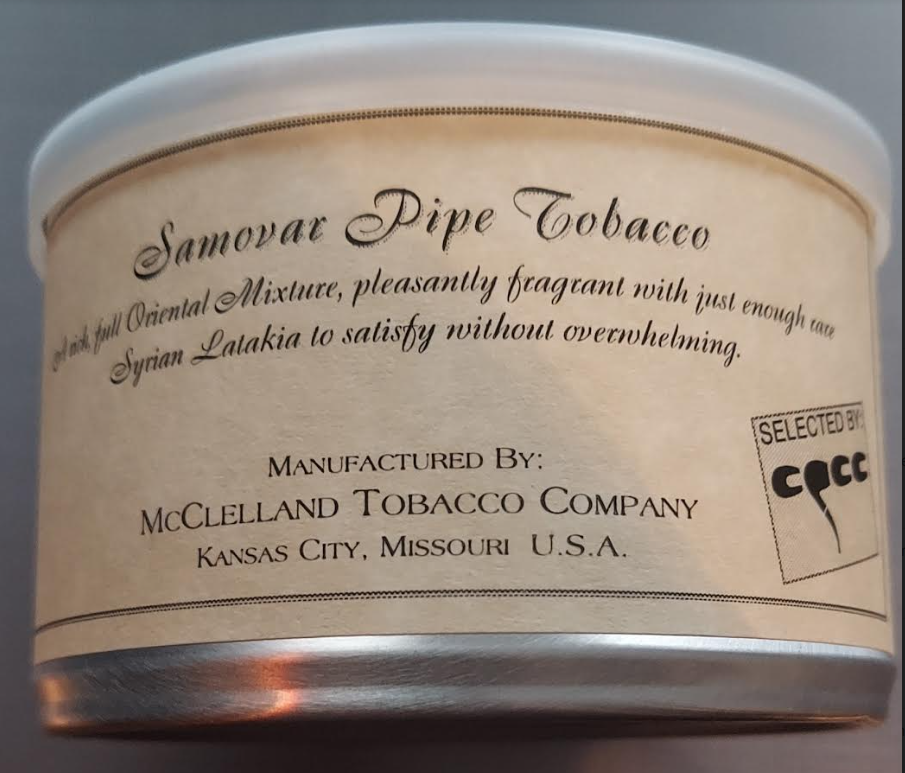 Samovar Pipe Tobacco
A rich, full Oriental Mixture, pleasantly fragrant with just enough rare
Syrian Latakia to satisfy without overwhelming.
MANUFACTURED BY:
MCCLELLAND TOBACCO COMPANY
KANSAS CITY, MISSOURI U.S.A.
SELECTED BY:
cpcc